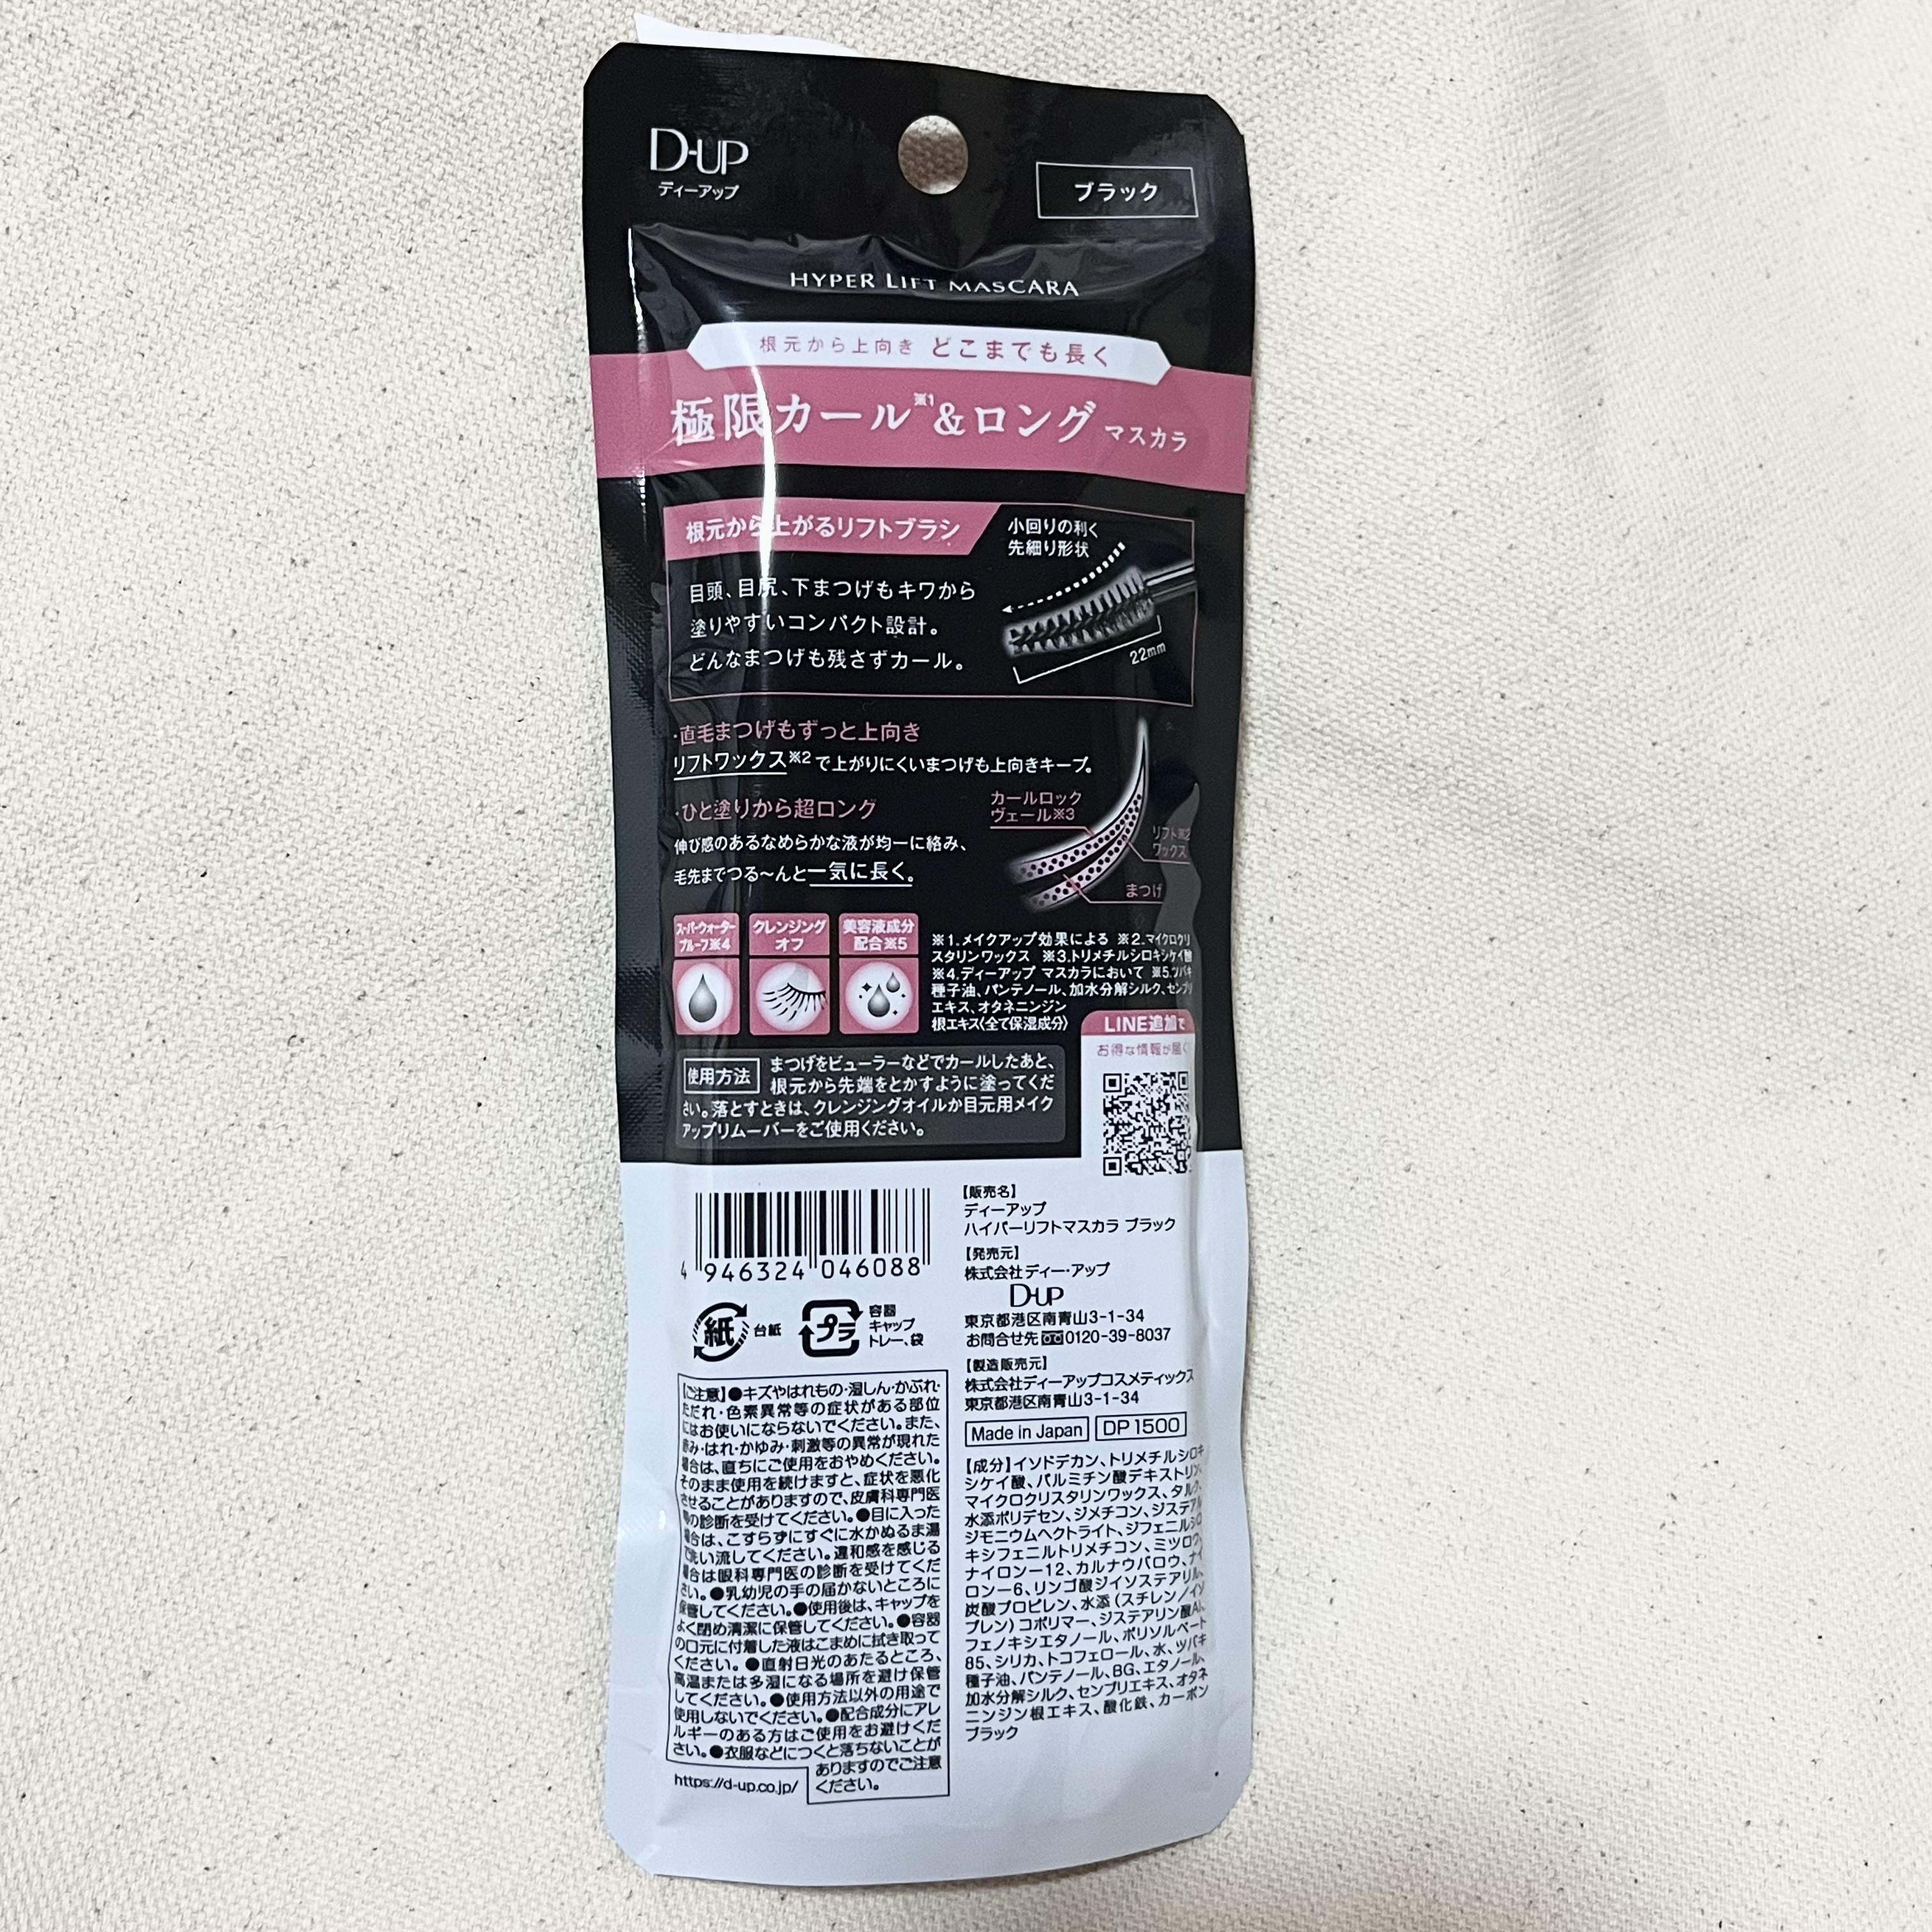 D-UP
ディーアップ
ブラック
HYPER LIFT MASCARA
根元から上向き どこまでも長く
極限カール※1&ロング マスカラ
根元から上がるリフトブラシ
小回りの利く
先細り形状
目頭、目尻、下まつげもキワから
塗りやすいコンパクト設計。
どんなまつげも残さずカール。
22mm
・直毛まつげもずっと上向き
リフトワックス※2で上がりにくいまつげも上向きキープ。
・ひと塗りから超ロング
伸び感のあるなめらかな液が均一に絡み、
毛先までつる〜んと一気に長く。
カールロック
ヴェール※3
リフト※2
ワックス
まつげ
スーパーウォーター
プルーフ※4
クレンジング
オフ
美容液成分
配合※5
※1.メイクアップ効果による ※2.マイクロクリ
スタリンワックス ※3.トリメチルシロキシケイ酸
※4.ディーアップ マスカラにおいて ※5.ツバキ
種子油、パンテノール、加水分解シルク、センブリ
エキス、オタネニンジン
根エキス〈全て保湿成分〉
LINE追加で
お得な情報が届く
使用方法 まつげをビューラーなどでカールしたあと、
根元から先端をとかすように塗ってくだ
さい。落とすときは、クレンジングオイルか目元用メイク
アップリムーバーをご使用ください。
4 946324 046088
紙 台紙
プラ 容器
キャップ
トレー、袋
【販売名】
ディーアップ
ハイパーリフトマスカラ ブラック
【発売元】
株式会社 ディー・アップ
D-UP
東京都港区南青山3-1-34
お問合せ先 0120-39-8037
【製造販売元】
株式会社ディーアップコスメティックス
東京都港区南青山3-1-34
Made in Japan DP 1500
【ご注意】●キズやはれもの・湿しん・かぶれ・
ただれ・色素異常等の症状がある部位
にはお使いにならないでください。また、
赤み・はれ・かゆみ・刺激等の異常が現れた
場合は、直ちにご使用をおやめください。
そのまま使用を続けますと、症状を悪化
させることがありますので、皮膚科専門医
等の診断を受けてください。●目に入った
場合は、こすらずにすぐに水かぬるま湯
で洗い流してください。違和感を感じる
場合は眼科専門医の診断を受けてくだ
さい。●乳幼児の手の届かないところに
保管してください。●使用後は、キャップを
よく閉め清潔に保管してください。●容器
の口元に付着した液はこまめに拭き取って
ください。●直射日光のあたるところ、
高温または多湿になる場所を避け保管
してください。●使用方法以外の用途で
使用しないでください。●配合成分にアレ
ルギーのある方はご使用をお避けくだ
さい。●衣服などにつくと落ちないことが
ありますのでご注意
ください。
https://d-up.co.jp/
【成分】イソドデカン、トリメチルシロキ
シケイ酸、パルミチン酸デキストリン、
マイクロクリスタリンワックス、タルク、
水添ポリデセン、ジメチコン、ジステアル
ジモニウムヘクトライト、ジフェニルシロ
キシフェニルトリメチコン、ミツロウ、
ナイロン-12、カルナウバロウ、ナイ
ロン-6、リンゴ酸ジイソステアリル、
炭酸プロピレン、水添(スチレン/イソ
プレン)コポリマー、ジステアリン酸Al、
フェノキシエタノール、ポリソルベート
85、シリカ、トコフェロール、水、ツバキ
種子油、パンテノール、BG、エタノール、
加水分解シルク、センブリエキス、オタネ
ニンジン根エキス、酸化鉄、カーボン
ブラック